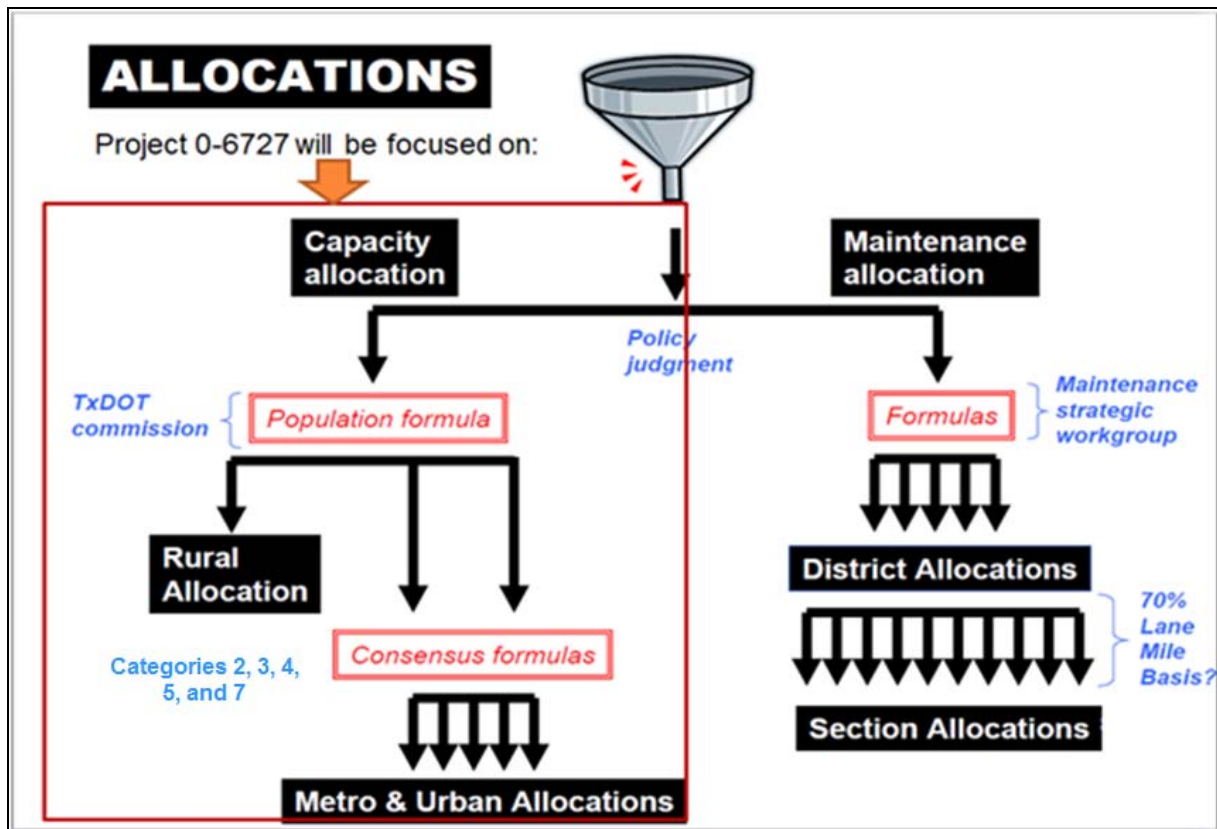 ALLOCATIONS
Project 0-6727 will be focused on:
Capacity
allocation
Maintenance
allocation
Policy
judgment
TxDOT
commission
Population formula
Formulas
Maintenance
strategic
workgroup
Rural
Allocation
District Allocations
Categories 2, 3, 4,
5, and 7
Consensus formulas
70%
Lane
Mile
Basis?
Section Allocations
Metro & Urban Allocations